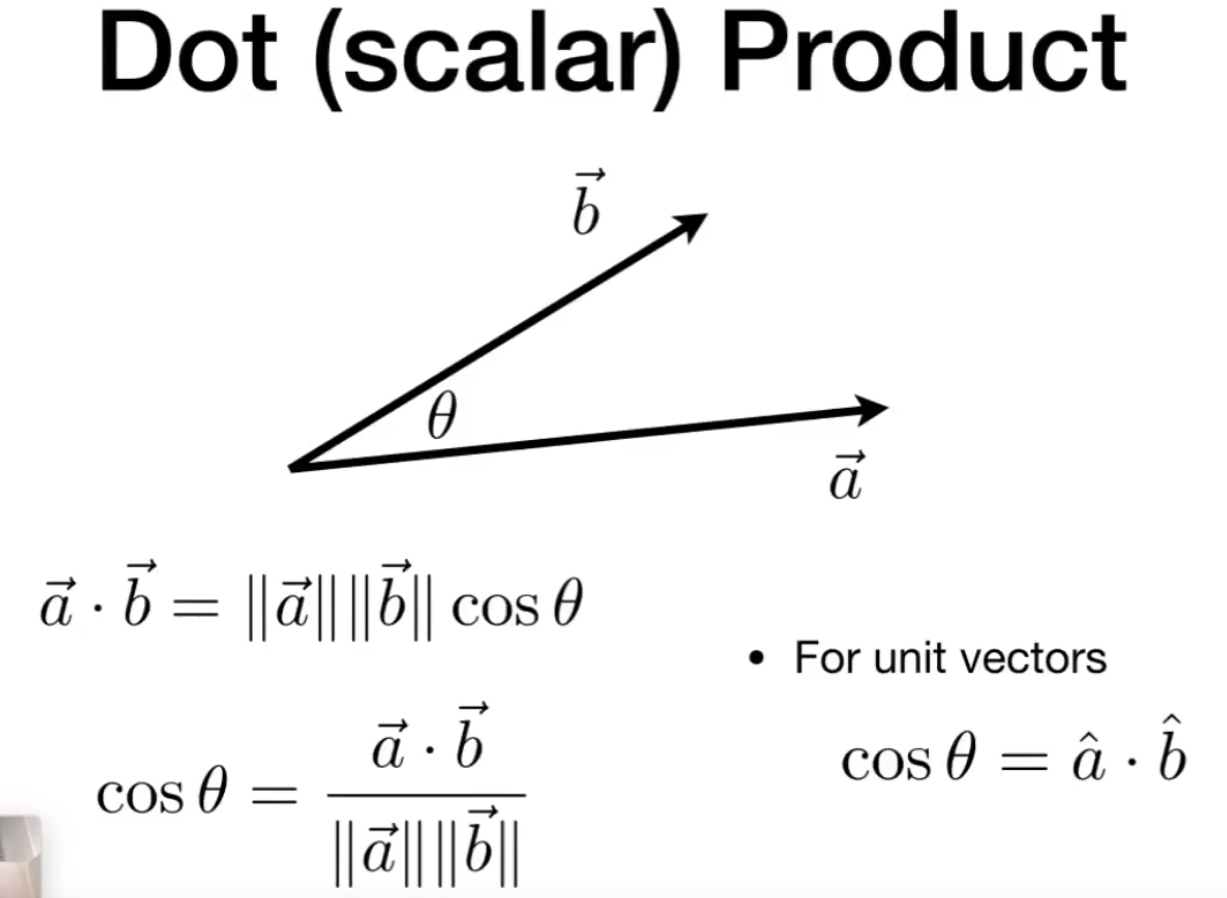 Dot (scalar) Product
$\vec{b}$
$\theta$
$\vec{a}$
$\vec{a} \cdot \vec{b} = \|\vec{a}\| \|\vec{b}\| \cos \theta$
$\cos \theta = \frac{\vec{a} \cdot \vec{b}}{\|\vec{a}\| \|\vec{b}\|}$
• For unit vectors
$\cos \theta = \hat{a} \cdot \hat{b}$